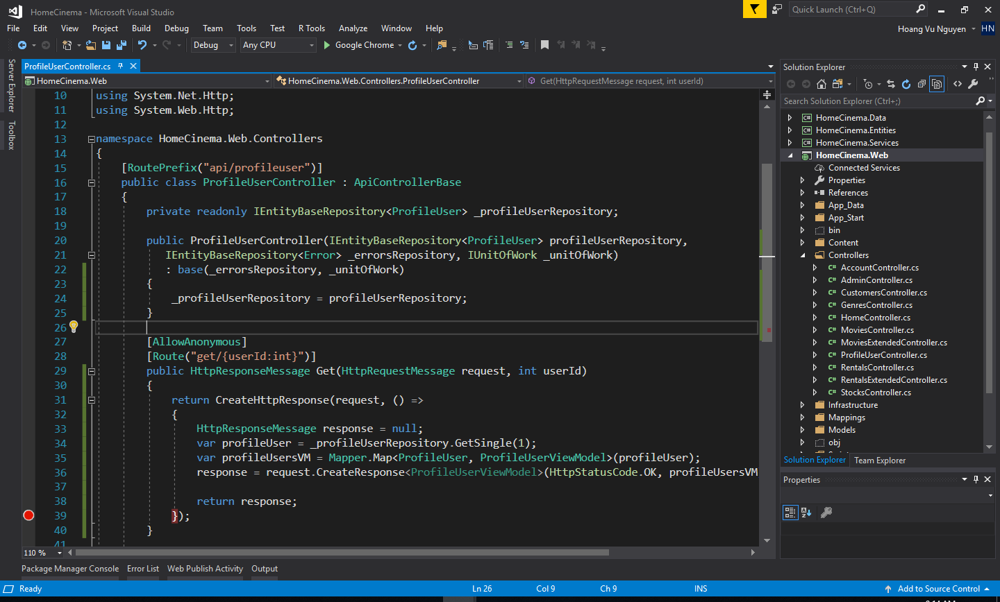 HomeCinema - Microsoft Visual Studio
Quick Launch (Ctrl+Q)
File Edit View Project Build Debug Team Tools Test R Tools Analyze Window Help
Hoang Vu Nguyen HN
Debug Any CPU Google Chrome
Server Explorer
Toolbox
ProfileUserController.cs
HomeCinema.Web HomeCinema.Web.Controllers.ProfileUserController Get(HttpRequestMessage request, int userId)
10 using System.Net.Http;
11 using System.Web.Http;
12
13 namespace HomeCinema.Web.Controllers
14 {
15 [RoutePrefix("api/profileuser")]
16 public class ProfileUserController : ApiControllerBase
17 {
18 private readonly IEntityBaseRepository<ProfileUser> _profileUserRepository;
19
20 public ProfileUserController(IEntityBaseRepository<ProfileUser> profileUserRepository,
21 IEntityBaseRepository<Error> _errorsRepository, IUnitOfWork _unitOfWork)
22 : base(_errorsRepository, _unitOfWork)
23 {
24 _profileUserRepository = profileUserRepository;
25 }
26
27 [AllowAnonymous]
28 [Route("get/{userId:int}")]
29 public HttpResponseMessage Get(HttpRequestMessage request, int userId)
30 {
31 return CreateHttpResponse(request, () =>
32 {
33 HttpResponseMessage response = null;
34 var profileUser = _profileUserRepository.GetSingle(1);
35 var profileUsersVM = Mapper.Map<ProfileUser, ProfileUserViewModel>(profileUser);
36 response = request.CreateResponse<ProfileUserViewModel>(HttpStatusCode.OK, profileUsersVM
37
38 return response;
39 });
40 }
41
110 %
Solution Explorer
Search Solution Explorer (Ctrl+;)
HomeCinema.Data
HomeCinema.Entities
HomeCinema.Services
HomeCinema.Web
Connected Services
Properties
References
App_Data
App_Start
bin
Content
Controllers
AccountController.cs
AdminController.cs
CustomersController.cs
GenresController.cs
HomeController.cs
MoviesController.cs
MoviesExtendedController.cs
ProfileUserController.cs
RentalsController.cs
RentalsExtendedController.cs
StocksController.cs
Infrastructure
Mappings
Models
obj
Solution Explorer Team Explorer
Properties
Package Manager Console Error List Web Publish Activity Output
Ready Ln 26 Col 9 Ch 9 INS Add to Source Control